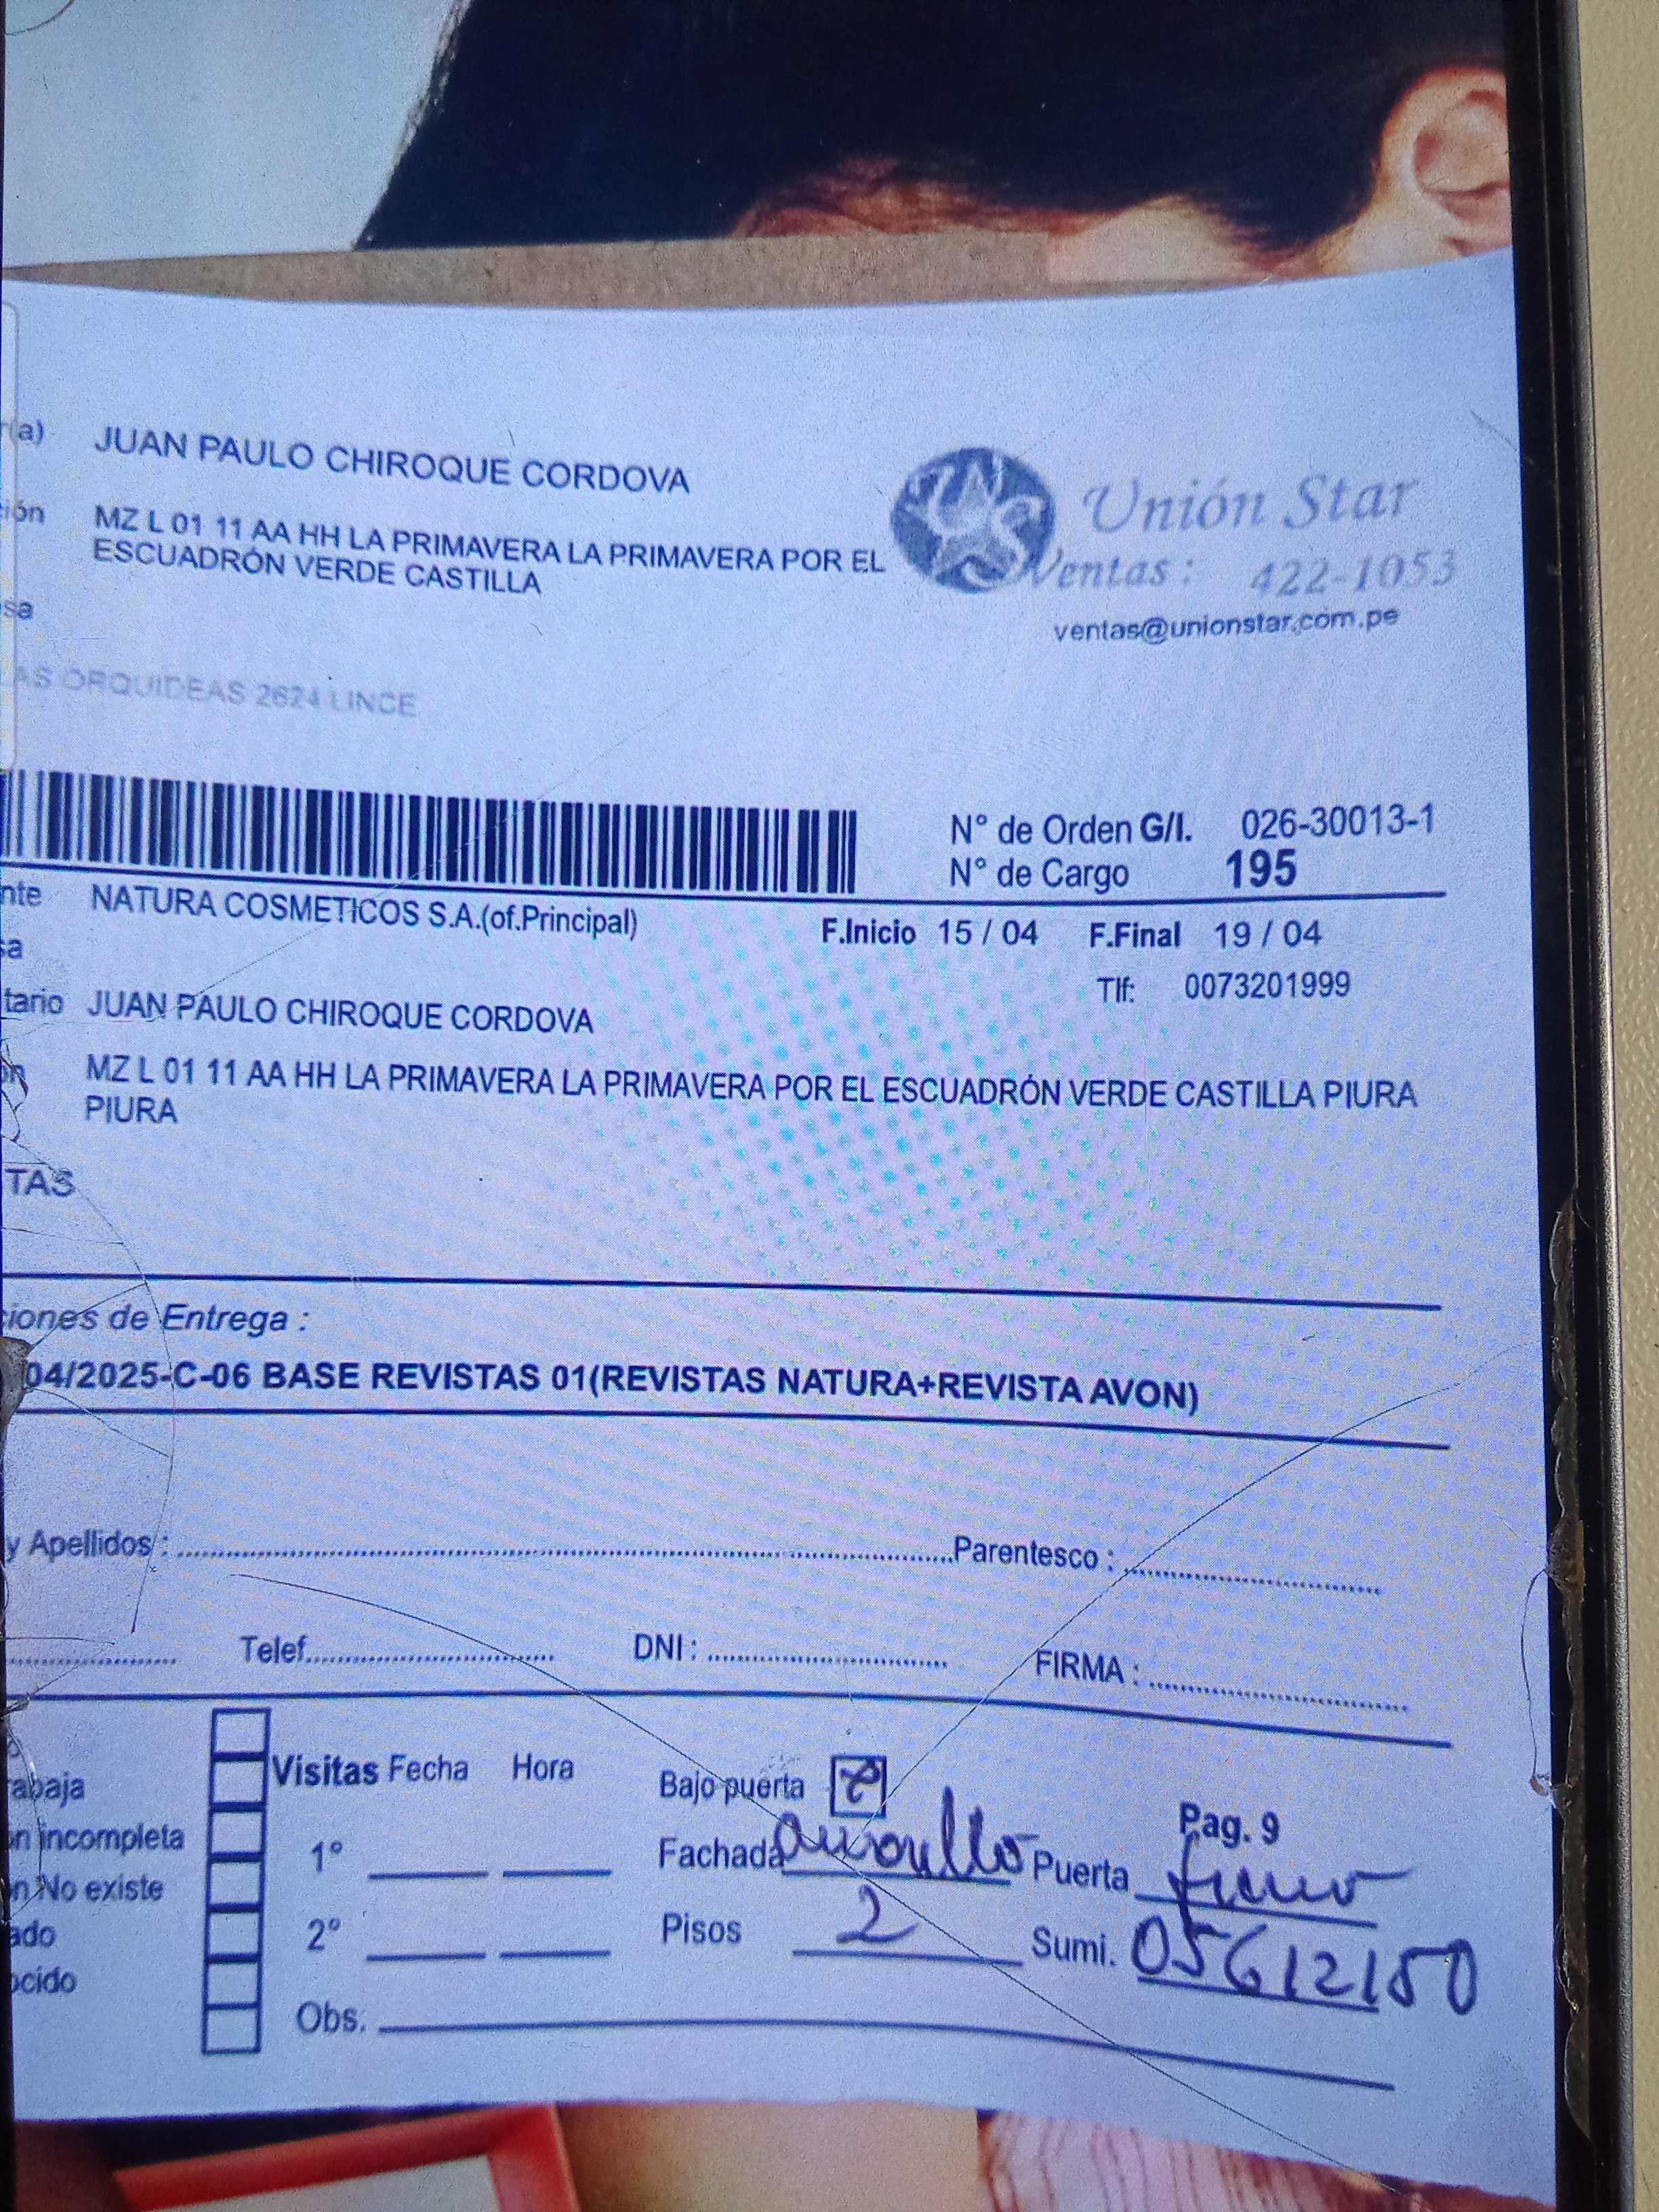 r(a) JUAN PAULO CHIROQUE CORDOVA
ión MZ L 01 11 AA HH LA PRIMAVERA LA PRIMAVERA POR EL
ESCUADRÓN VERDE CASTILLA
sa
Unión Star
Ventas : 422-1053
ventas@unionstar.com.pe
AS ORQUIDEAS 2624 LINCE
N° de Orden G/I. 026-30013-1
N° de Cargo 195
nte NATURA COSMETICOS S.A.(of.Principal)
F.Inicio 15 / 04 F.Final 19 / 04
sa
Tlf: 0073201999
tario JUAN PAULO CHIROQUE CORDOVA
ón MZ L 01 11 AA HH LA PRIMAVERA LA PRIMAVERA POR EL ESCUADRÓN VERDE CASTILLA PIURA
PIURA
TAS
ciones de Entrega :
04/2025-C-06 BASE REVISTAS 01(REVISTAS NATURA+REVISTA AVON)
y Apellidos : Parentesco :
Telef. DNI : FIRMA :
abaja
Visitas Fecha Hora
Bajo puerta
Pag. 9
ón incompleta
1°
Fachada Puerta
ón No existe
ado
2°
Pisos 2 Sumi. 05612150
ocido
Obs.